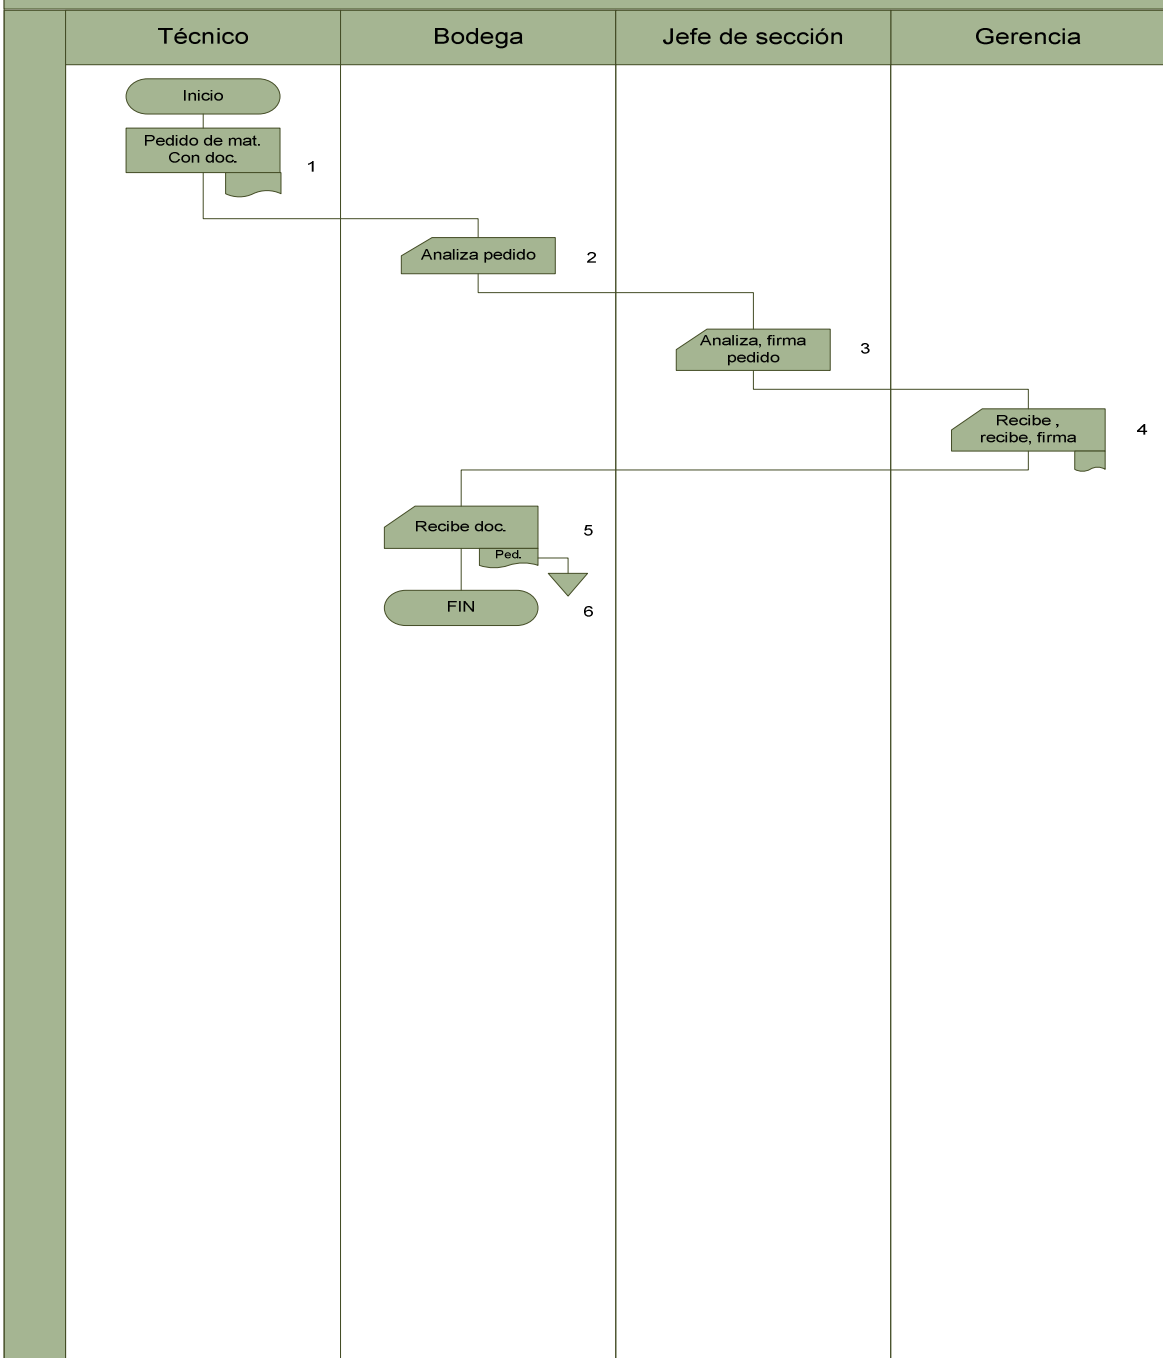 Técnico
Bodega
Jefe de sección
Gerencia
Inicio
Pedido de mat.
Con doc.
1
Analiza pedido
2
Analiza, firma
pedido
3
Recibe ,
recibe, firma
4
Recibe doc.
5
Ped.
6
FIN